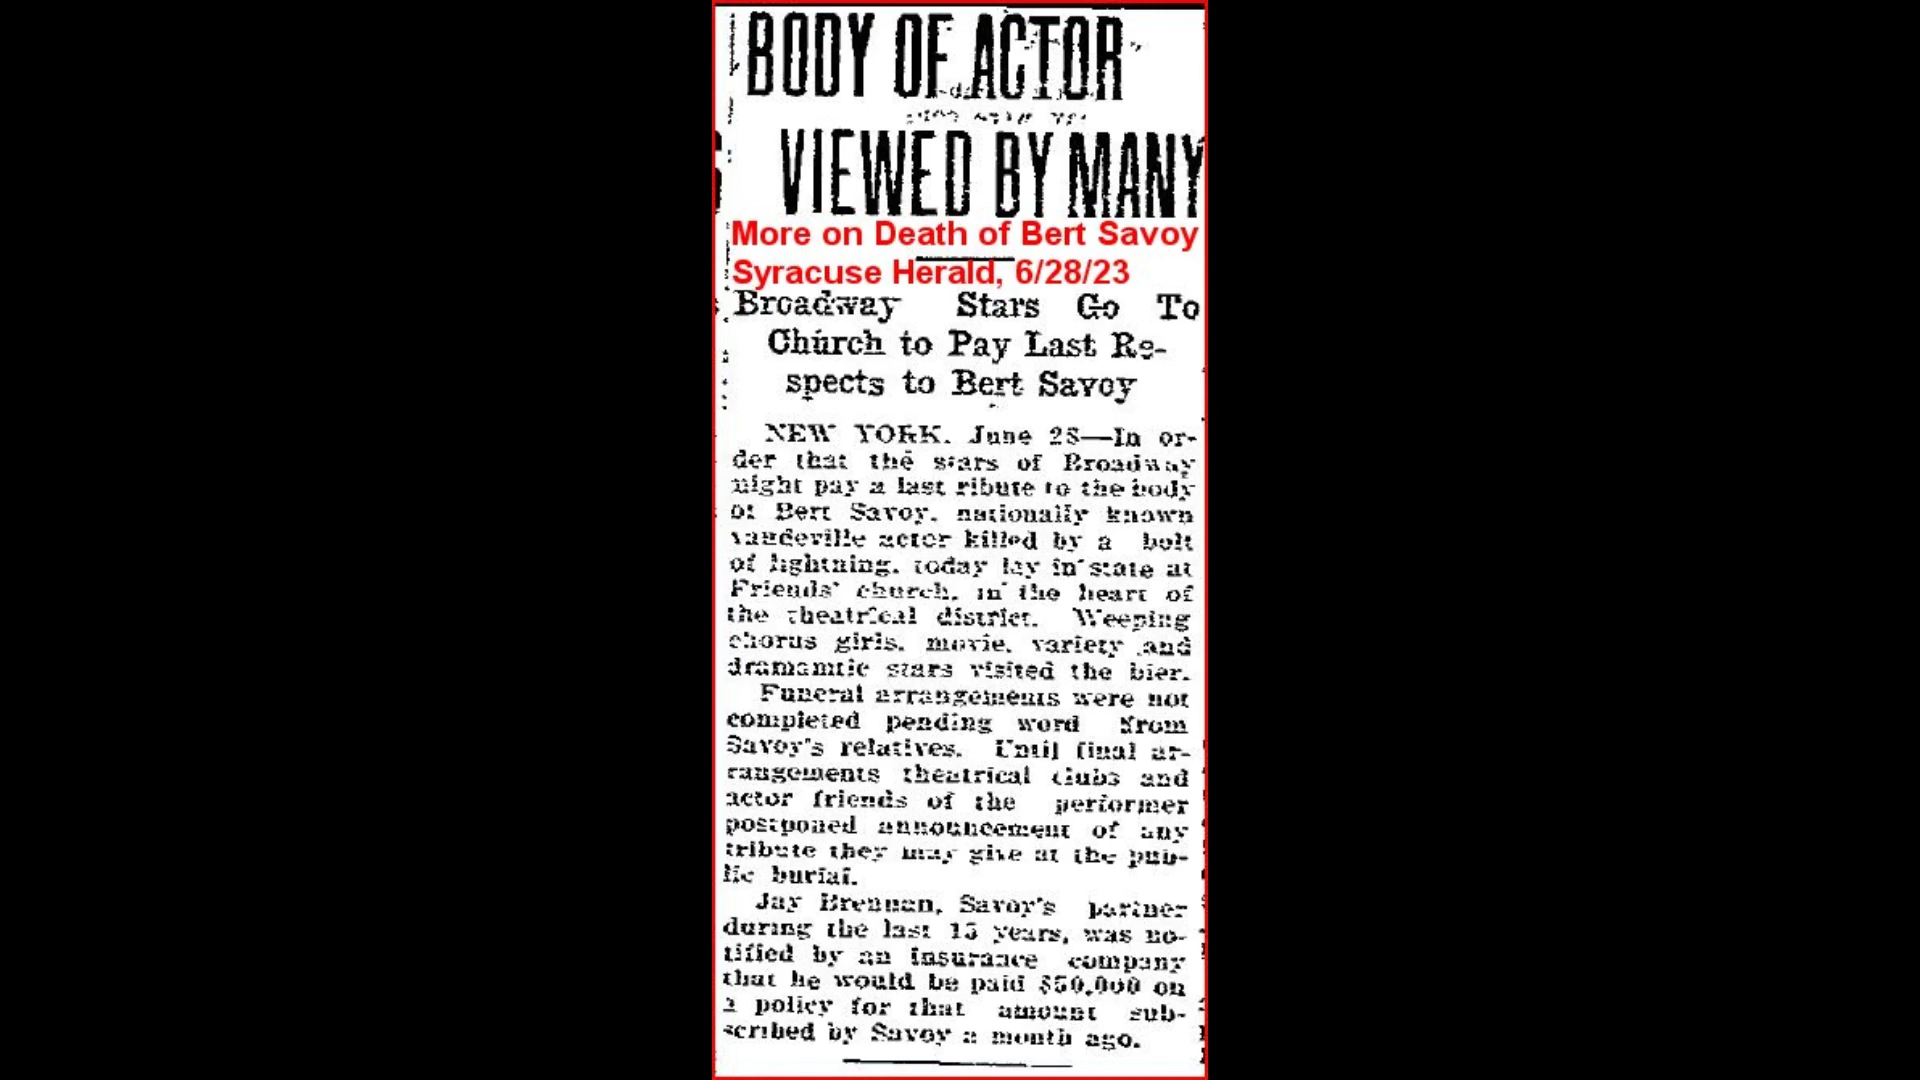 BODY OF ACTOR
VIEWED BY MANY
More on Death of Bert Savoy
Syracuse Herald, 6/28/23
Broadway Stars Go To
Church to Pay Last Re-
spects to Bert Savoy
NEW YORK, June 28—In or-
der that the stars of Broadway
might pay a last ribute to the body
of Bert Savoy, nationally known
vaudeville actor killed by a bolt
of lightning, today lay in state at
Friends' church, in the heart of
the theatrical district. Weeping
chorus girls, movie, variety and
dramamtic stars visited the bier.
Funeral arrangements were not
completed pending word from
Savoy's relatives. Until final ar-
rangements theatrical clubs and
actor friends of the performer
postponed announcement of any
tribute they may give at the pub-
lic burial.
Jay Brennan, Savoy's partner
during the last 15 years, was no-
tified by an insurance company
that he would be paid $50,000 on
a policy for that amount sub-
scribed by Savoy a month ago.